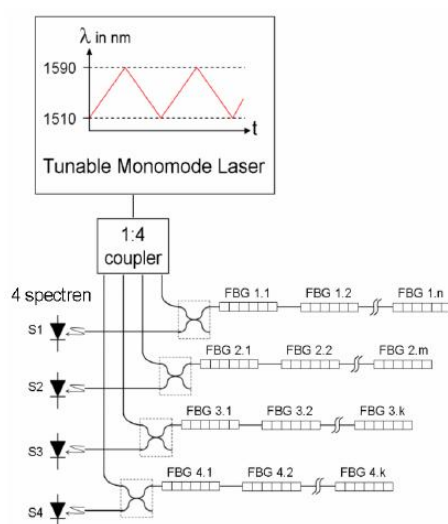 λ in nm
1590
1510
t
Tunable Monomode Laser
1:4
coupler
4 spectren
FBG 1.1 FBG 1.2 FBG 1.n
S1
FBG 2.1 FBG 2.2 FBG 2.m
S2
FBG 3.1 FBG 3.2 FBG 3.k
S3
FBG 4.1 FBG 4.2 FBG 4.k
S4